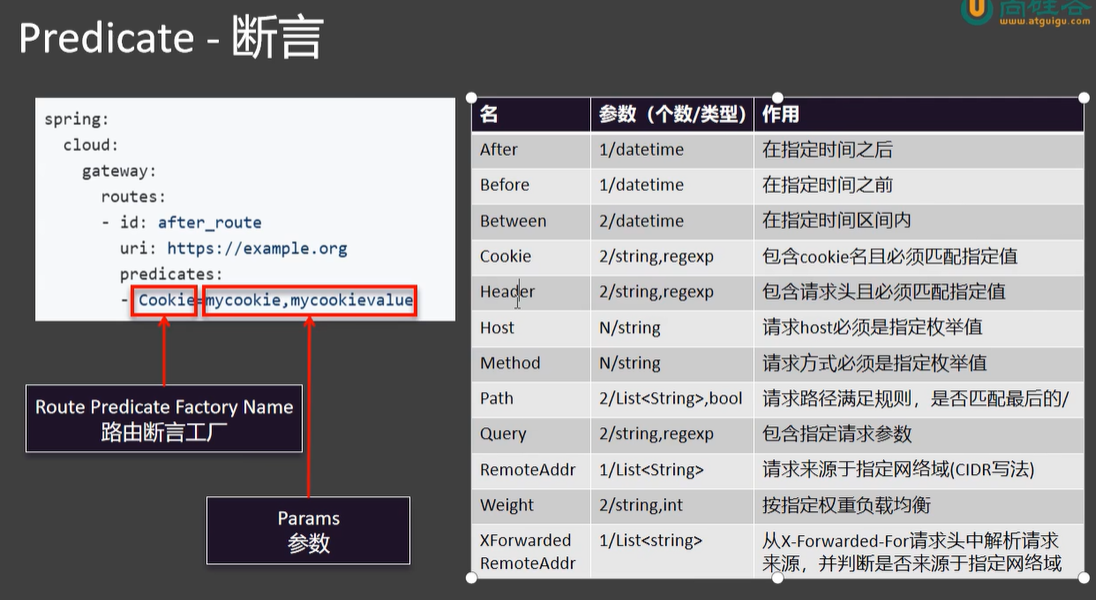 Predicate - 断言
尚硅谷
www.atguigu.com
spring:
cloud:
gateway:
routes:
- id: after_route
uri: https://example.org
predicates:
- Cookie=mycookie,mycookievalue
Route Predicate Factory Name
路由断言工厂
Params
参数
名 参数（个数/类型） 作用
After 1/datetime 在指定时间之后
Before 1/datetime 在指定时间之前
Between 2/datetime 在指定时间区间内
Cookie 2/string,regexp 包含cookie名且必须匹配指定值
Header 2/string,regexp 包含请求头且必须匹配指定值
Host N/string 请求host必须是指定枚举值
Method N/string 请求方式必须是指定枚举值
Path 2/List<String>,bool 请求路径满足规则，是否匹配最后的/
Query 2/string,regexp 包含指定请求参数
RemoteAddr 1/List<String> 请求来源于指定网络域(CIDR写法)
Weight 2/string,int 按指定权重负载均衡
XForwarded 1/List<string> 从X-Forwarded-For请求头中解析请求
RemoteAddr 来源，并判断是否来源于指定网络域